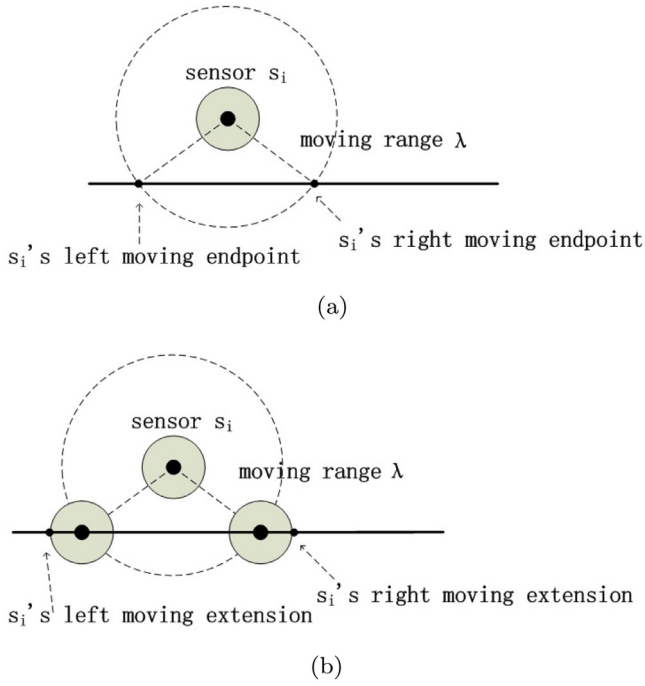 sensor sᵢ
moving range λ
sᵢ's right moving endpoint
sᵢ's left moving endpoint
(a)
sensor sᵢ
moving range λ
sᵢ's right moving extension
sᵢ's left moving extension
(b)